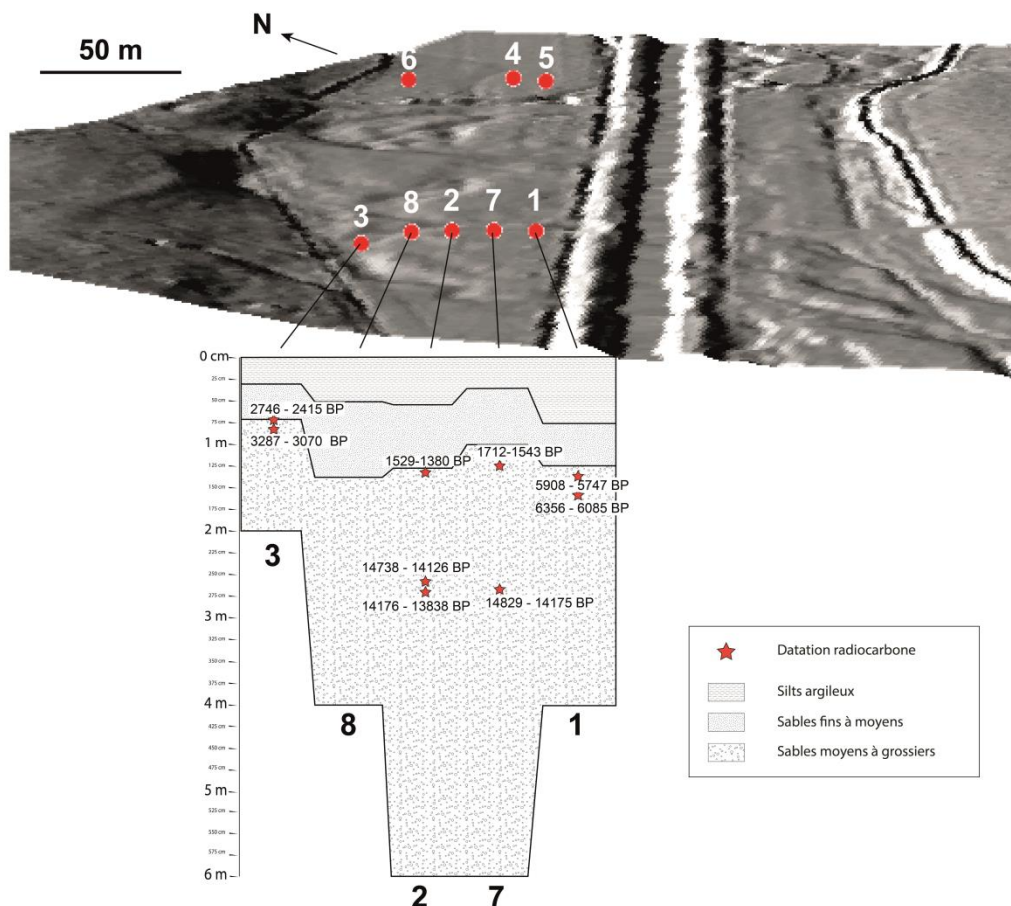 50 m
N
6
4
5
3
8
2
7
1
0 cm
25 cm
50 cm
75 cm
1 m
125 cm
150 cm
175 cm
2 m
225 cm
250 cm
275 cm
3 m
325 cm
350 cm
375 cm
4 m
425 cm
450 cm
475 cm
5 m
525 cm
550 cm
575 cm
6 m
2746 - 2415 BP
3287 - 3070 BP
1529-1380 BP
1712-1543 BP
5908 - 5747 BP
6356 - 6085 BP
14738 - 14126 BP
14176 - 13838 BP
14829 - 14175 BP
3
8
1
2
7
Datation radiocarbone
Silts argileux
Sables fins à moyens
Sables moyens à grossiers